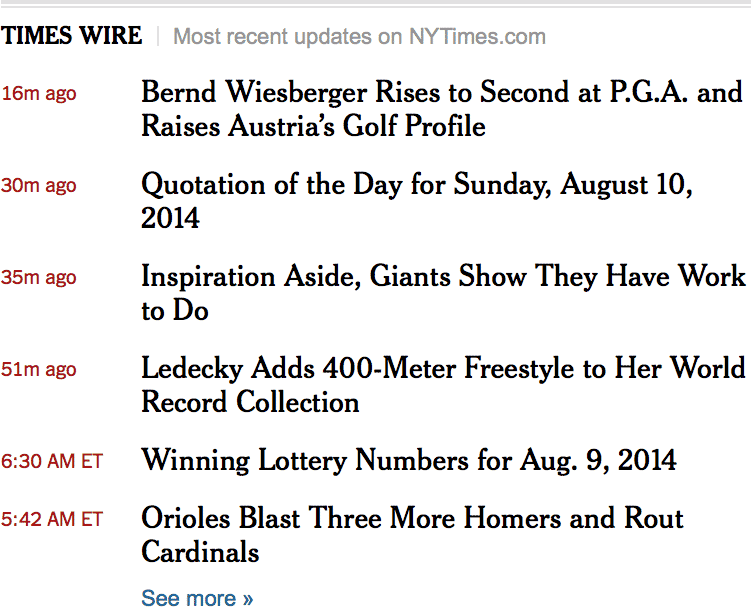 TIMES WIRE | Most recent updates on NYTimes.com
16m ago Bernd Wiesberger Rises to Second at P.G.A. and
Raises Austria's Golf Profile
30m ago Quotation of the Day for Sunday, August 10,
2014
35m ago Inspiration Aside, Giants Show They Have Work
to Do
51m ago Ledecky Adds 400-Meter Freestyle to Her World
Record Collection
6:30 AM ET Winning Lottery Numbers for Aug. 9, 2014
5:42 AM ET Orioles Blast Three More Homers and Rout
Cardinals
See more »